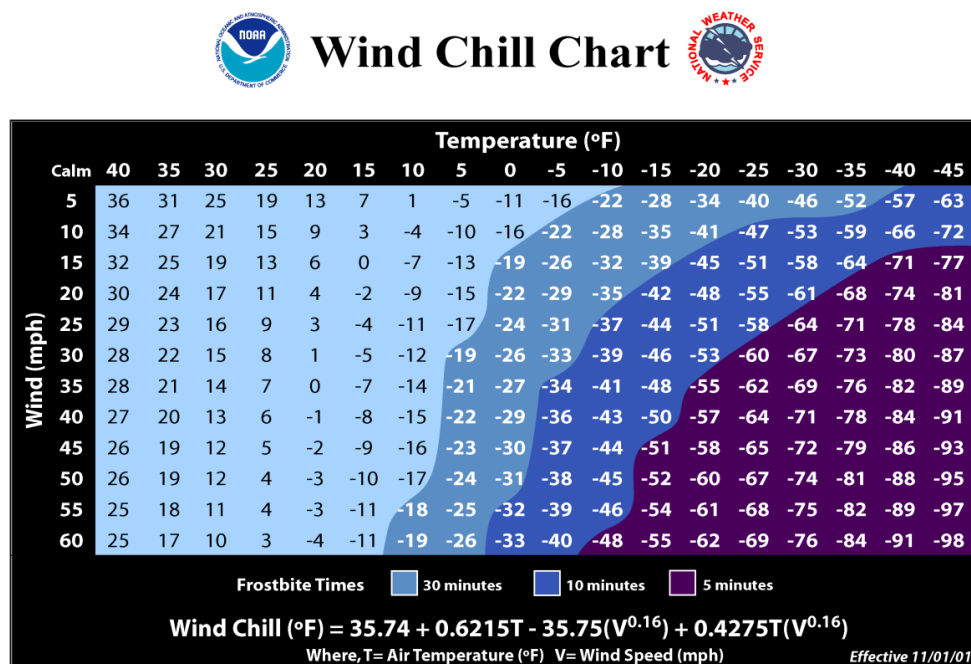 NATIONAL OCEANIC AND ATMOSPHERIC ADMINISTRATION
NOAA
U.S. DEPARTMENT OF COMMERCE
Wind Chill Chart
NATIONAL WEATHER SERVICE
Temperature (ºF)
Calm 40 35 30 25 20 15 10 5 0 -5 -10 -15 -20 -25 -30 -35 -40 -45
Wind (mph)
5 36 31 25 19 13 7 1 -5 -11 -16 -22 -28 -34 -40 -46 -52 -57 -63
10 34 27 21 15 9 3 -4 -10 -16 -22 -28 -35 -41 -47 -53 -59 -66 -72
15 32 25 19 13 6 0 -7 -13 -19 -26 -32 -39 -45 -51 -58 -64 -71 -77
20 30 24 17 11 4 -2 -9 -15 -22 -29 -35 -42 -48 -55 -61 -68 -74 -81
25 29 23 16 9 3 -4 -11 -17 -24 -31 -37 -44 -51 -58 -64 -71 -78 -84
30 28 22 15 8 1 -5 -12 -19 -26 -33 -39 -46 -53 -60 -67 -73 -80 -87
35 28 21 14 7 0 -7 -14 -21 -27 -34 -41 -48 -55 -62 -69 -76 -82 -89
40 27 20 13 6 -1 -8 -15 -22 -29 -36 -43 -50 -57 -64 -71 -78 -84 -91
45 26 19 12 5 -2 -9 -16 -23 -30 -37 -44 -51 -58 -65 -72 -79 -86 -93
50 26 19 12 4 -3 -10 -17 -24 -31 -38 -45 -52 -60 -67 -74 -81 -88 -95
55 25 18 11 4 -3 -11 -18 -25 -32 -39 -46 -54 -61 -68 -75 -82 -89 -97
60 25 17 10 3 -4 -11 -19 -26 -33 -40 -48 -55 -62 -69 -76 -84 -91 -98
Frostbite Times 30 minutes 10 minutes 5 minutes
Wind Chill (ºF) = 35.74 + 0.6215T - 35.75(V^0.16) + 0.4275T(V^0.16)
Where, T= Air Temperature (ºF) V= Wind Speed (mph)
Effective 11/01/01